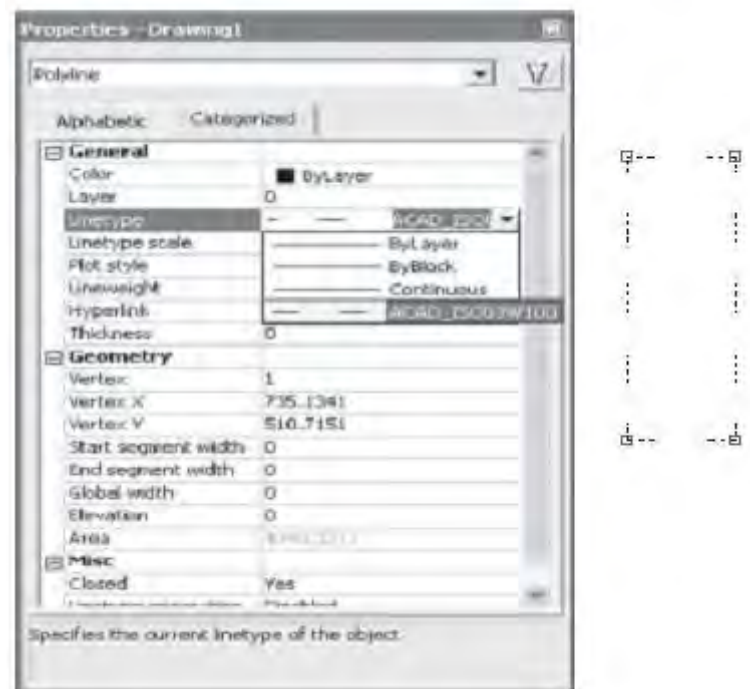 Properties - Drawing1
Polyline
Alphabetic Categorized
General
Color ByLayer
Layer 0
Linetype
Linetype scale ByLayer
Plot style ByBlock
Lineweight Continuous
Hyperlink ACAD_ISO03W100
Thickness 0
Geometry
Vertex 1
Vertex X 735.1341
Vertex Y 510.7151
Start segment width 0
End segment width 0
Global width 0
Elevation 0
Area
Misc
Closed Yes
Specifies the current linetype of the object